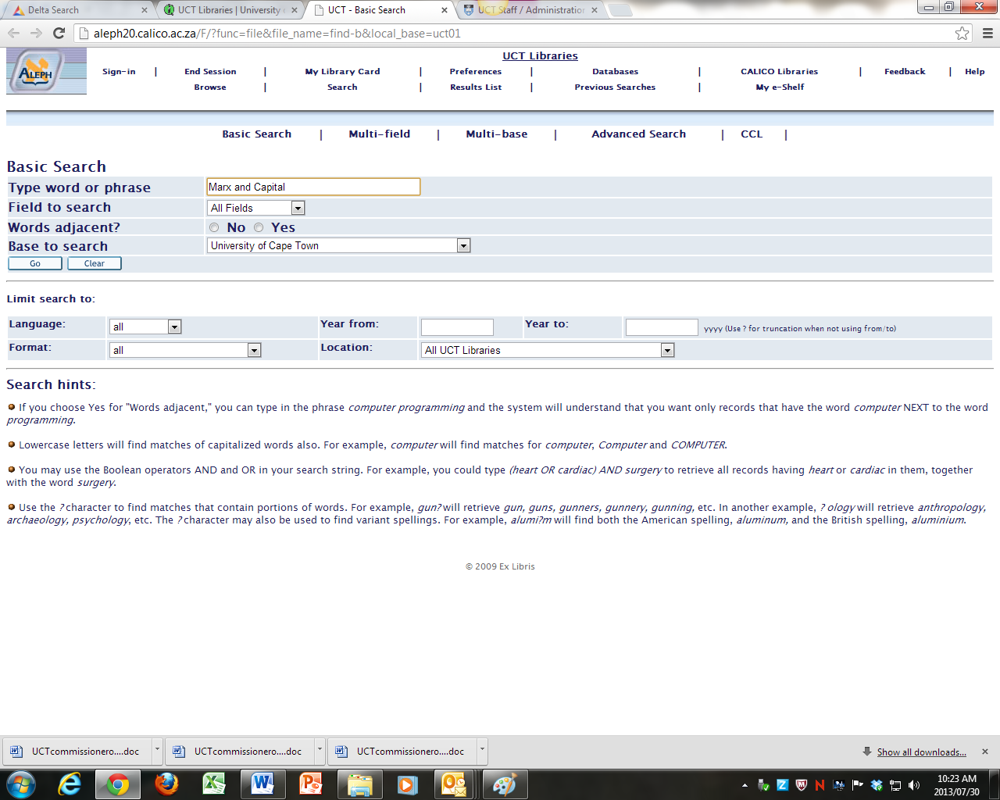 Delta Search
UCT Libraries | University
UCT - Basic Search
UCT Staff / Administration
aleph20.calico.ac.za/F/?func=file&file_name=find-b&local_base=uct01
ALEPH
UCT Libraries
Sign-in | End Session | My Library Card | Preferences | Databases | CALICO Libraries | Feedback | Help
Browse | Search | Results List | Previous Searches | My e-Shelf
Basic Search | Multi-field | Multi-base | Advanced Search | CCL |
Basic Search
Type word or phrase Marx and Capital
Field to search All Fields
Words adjacent? No Yes
Base to search University of Cape Town
Go Clear
Limit search to:
Language: all Year from: Year to: yyyy (Use ? for truncation when not using from/to)
Format: all Location: All UCT Libraries
Search hints:
If you choose Yes for "Words adjacent," you can type in the phrase computer programming and the system will understand that you want only records that have the word computer NEXT to the word
programming.
Lowercase letters will find matches of capitalized words also. For example, computer will find matches for computer, Computer and COMPUTER.
You may use the Boolean operators AND and OR in your search string. For example, you could type (heart OR cardiac) AND surgery to retrieve all records having heart or cardiac in them, together
with the word surgery.
Use the ? character to find matches that contain portions of words. For example, gun? will retrieve gun, guns, gunners, gunnery, gunning, etc. In another example, ? ology will retrieve anthropology,
archaeology, psychology, etc. The ? character may also be used to find variant spellings. For example, alumi?m will find both the American spelling, aluminum, and the British spelling, aluminium.
© 2009 Ex Libris
UCTcommissionero....doc
UCTcommissionero....doc
UCTcommissionero....doc
Show all downloads...
10:23 AM
2013/07/30